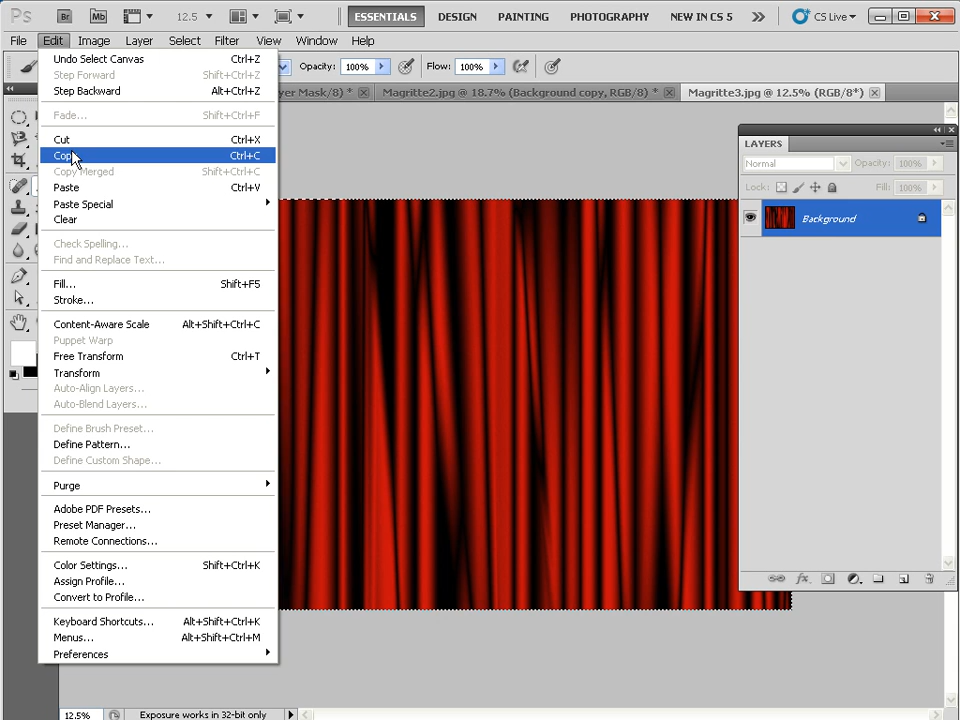 Ps Br Mb 12.5 ESSENTIALS DESIGN PAINTING PHOTOGRAPHY NEW IN CS 5 CS Live
File Edit Image Layer Select Filter View Window Help
Opacity: 100% Flow: 100%
yer Mask/8) * Magritte2.jpg @ 18.7% (Background copy, RGB/8) * Magritte3.jpg @ 12.5% (RGB/8*)
Undo Select Canvas Ctrl+Z
Step Forward Shift+Ctrl+Z
Step Backward Alt+Ctrl+Z
Fade... Shift+Ctrl+F
Cut Ctrl+X
Copy Ctrl+C
Copy Merged Shift+Ctrl+C
Paste Ctrl+V
Paste Special
Clear
Check Spelling...
Find and Replace Text...
Fill... Shift+F5
Stroke...
Content-Aware Scale Alt+Shift+Ctrl+C
Puppet Warp
Free Transform Ctrl+T
Transform
Auto-Align Layers...
Auto-Blend Layers...
Define Brush Preset...
Define Pattern...
Define Custom Shape...
Purge
Adobe PDF Presets...
Preset Manager...
Remote Connections...
Color Settings... Shift+Ctrl+K
Assign Profile...
Convert to Profile...
Keyboard Shortcuts... Alt+Shift+Ctrl+K
Menus... Alt+Shift+Ctrl+M
Preferences
LAYERS
Normal Opacity: 100%
Lock: Fill: 100%
Background
12.5% Exposure works in 32-bit only